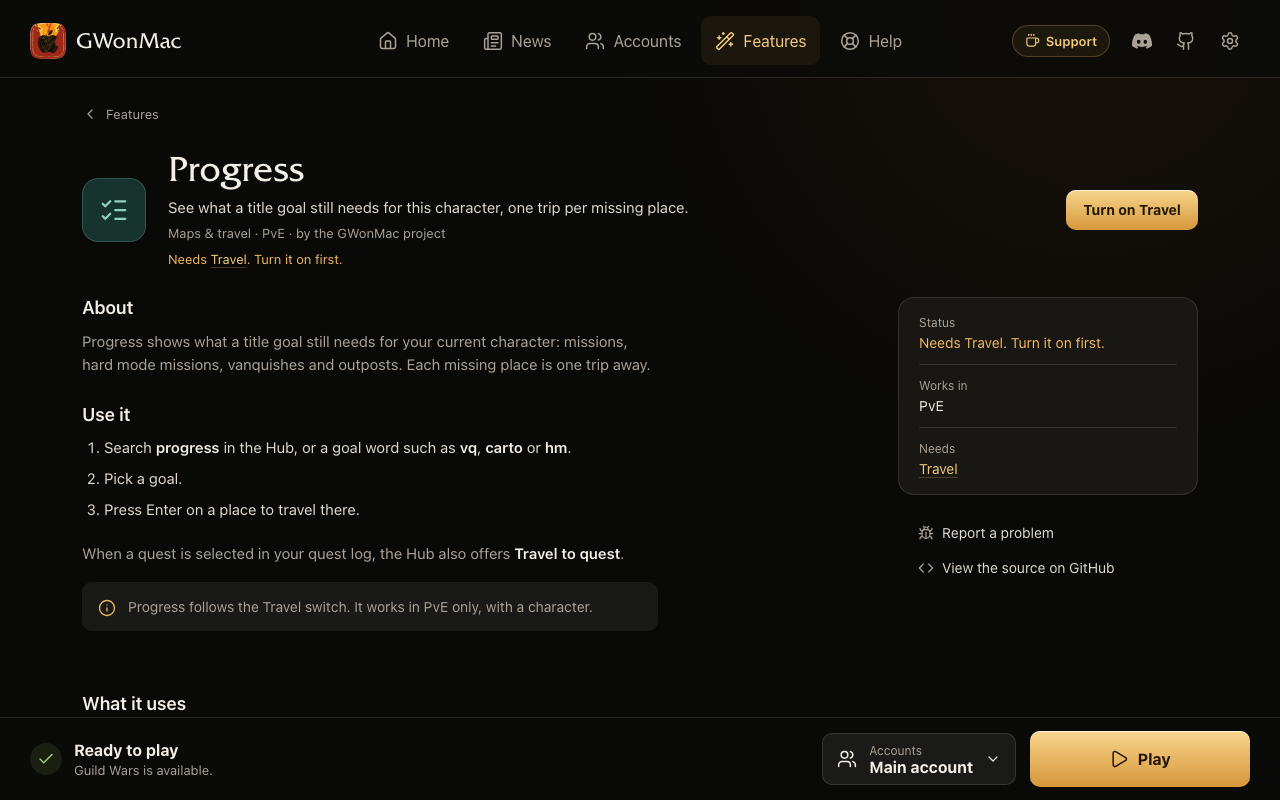 GWonMac
Home
News
Accounts
Features
Help
Support
Features
Progress
See what a title goal still needs for this character, one trip per missing place.
Maps & travel · PvE · by the GWonMac project
Needs Travel. Turn it on first.
Turn on Travel
About
Progress shows what a title goal still needs for your current character: missions,
hard mode missions, vanquishes and outposts. Each missing place is one trip away.
Use it
1. Search progress in the Hub, or a goal word such as vq, carto or hm.
2. Pick a goal.
3. Press Enter on a place to travel there.
When a quest is selected in your quest log, the Hub also offers Travel to quest.
Progress follows the Travel switch. It works in PvE only, with a character.
What it uses
Status
Needs Travel. Turn it on first.
Works in
PvE
Needs
Travel
Report a problem
View the source on GitHub
Ready to play
Guild Wars is available.
Accounts
Main account
Play